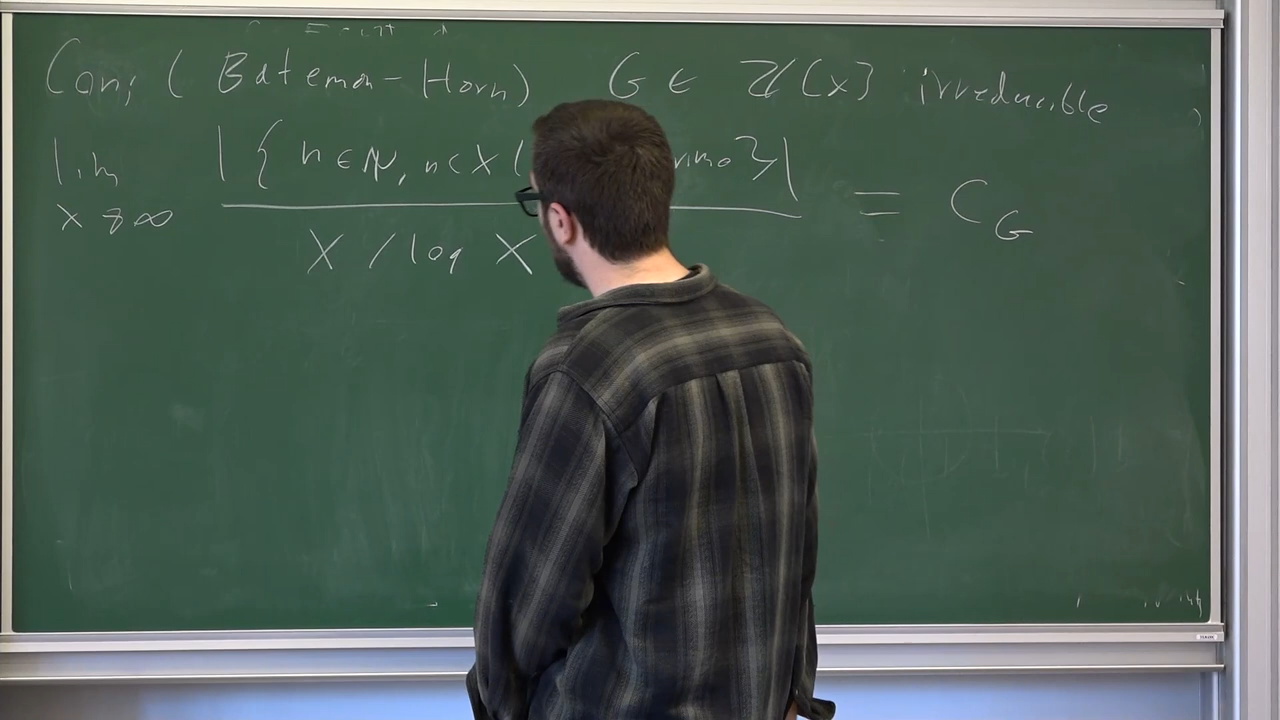 Conj (Bateman-Horn) G ∈ ℤ[x] irreducible
lim x→∞ |{ n ∈ ℕ, n < X | }| / X / log X = C_G